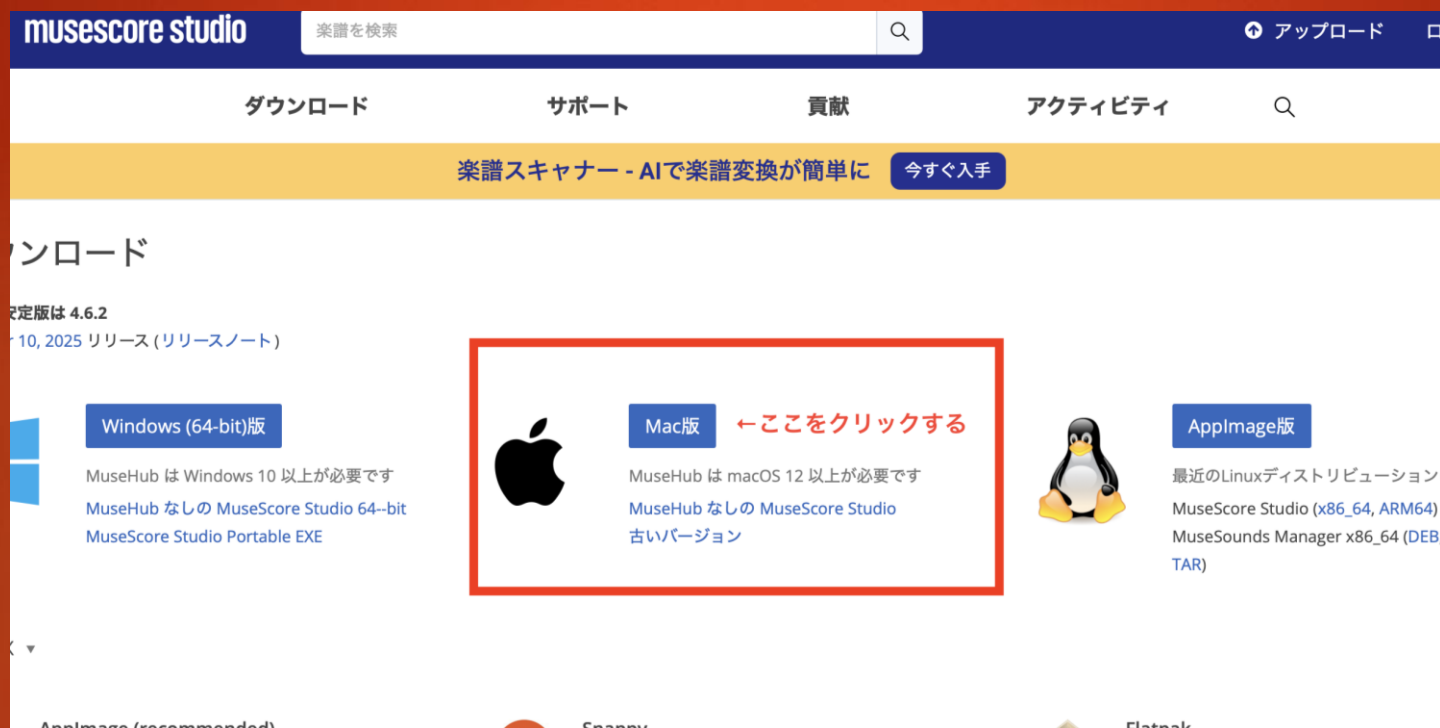 musescore studio
楽譜を検索
アップロード
ダウンロード
サポート
貢献
アクティビティ
楽譜スキャナー - AIで楽譜変換が簡単に
今すぐ入手
ンロード
安定版は 4.6.2
10, 2025 リリース (リリースノート)
Windows (64-bit)版
MuseHub は Windows 10 以上が必要です
MuseHub なしの MuseScore Studio 64--bit
MuseScore Studio Portable EXE
Mac版
←ここをクリックする
MuseHub は macOS 12 以上が必要です
MuseHub なしの MuseScore Studio
古いバージョン
AppImage版
最近のLinuxディストリビューション
MuseScore Studio (x86_64, ARM64)
MuseSounds Manager x86_64 (DEB,
TAR)
AppImage (recommended)
Snappy
Flatpak